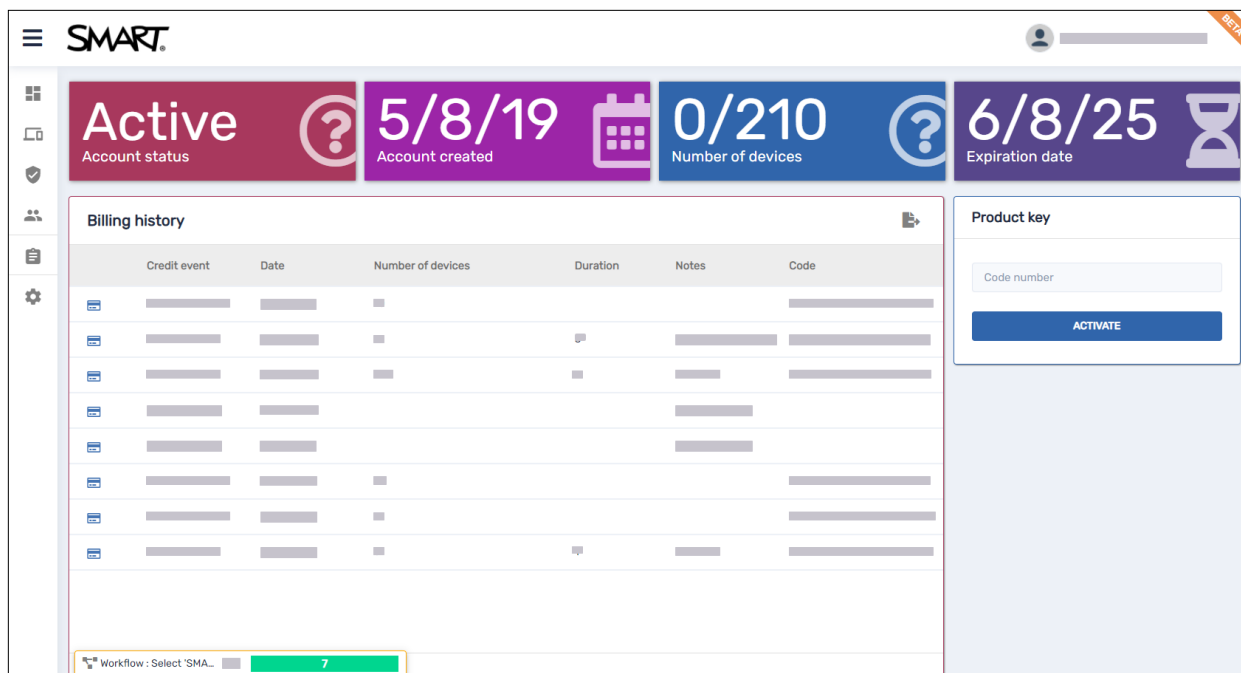 SMART.
BETA
Active
Account status
5/8/19
Account created
0/210
Number of devices
6/8/25
Expiration date
Billing history
Credit event Date Number of devices Duration Notes Code
Product key
Code number
ACTIVATE
Workflow : Select 'SMA...
7